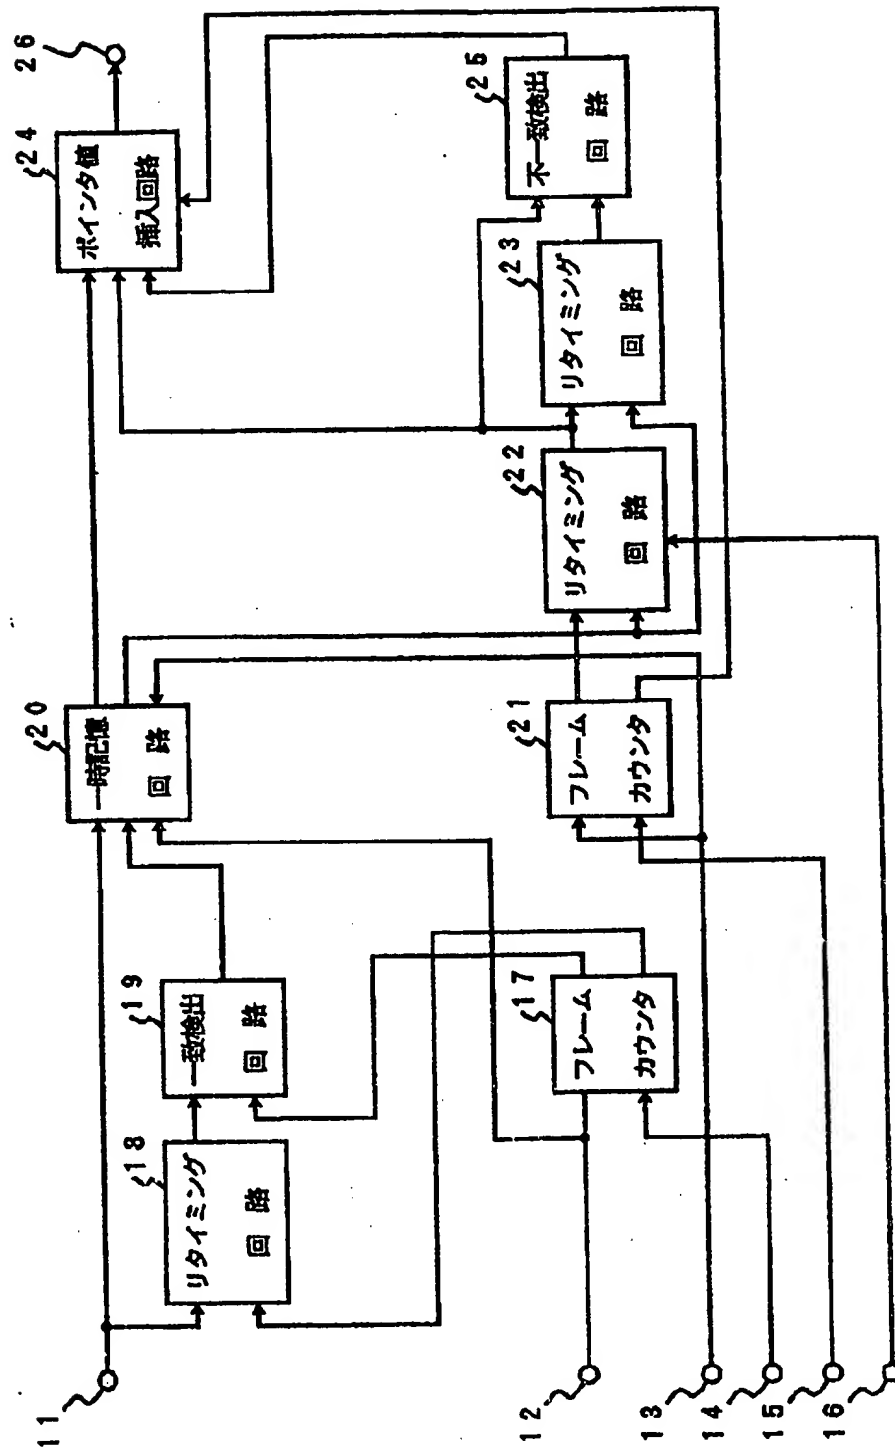 11
12
13
14
15
16
18
リタイミング
回路
19
一致検出
回路
17
フレーム
カウンタ
20
一時記憶
回路
21
フレーム
カウンタ
22
リタイミング
回路
23
リタイミング
回路
25
不一致検出
回路
24
ポインタ値
挿入回路
26